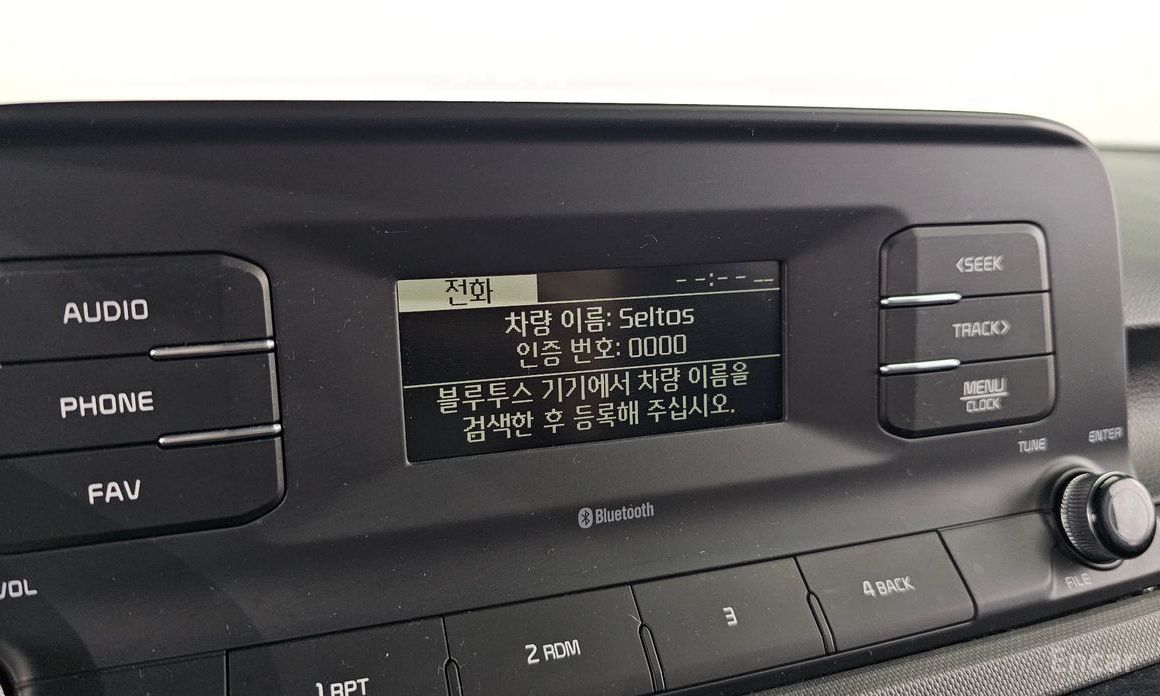 전화
--:-- --
차량 이름: Seltos
인증 번호: 0000
블루투스 기기에서 차량 이름을
검색한 후 등록해 주십시오.
AUDIO
PHONE
FAV
<SEEK
TRACK>
MENU
CLOCK
TUNE
ENTER
Bluetooth
VOL
FILE
1 RPT
2 RDM
3
4 BACK